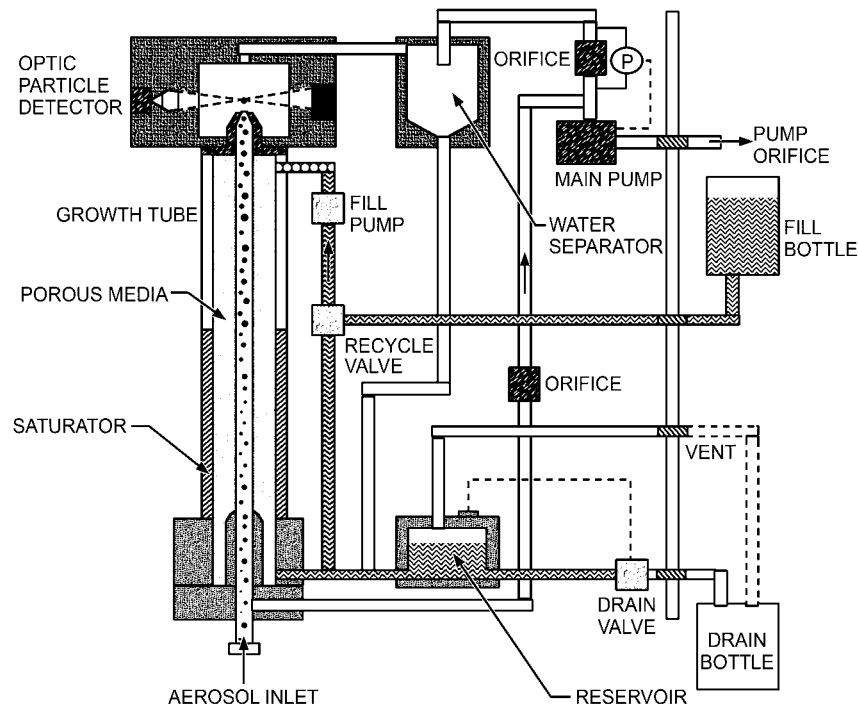 OPTIC
PARTICLE
DETECTOR
ORIFICE
P
PUMP
ORIFICE
MAIN PUMP
GROWTH TUBE
FILL
PUMP
WATER
SEPARATOR
FILL
BOTTLE
POROUS MEDIA
RECYCLE
VALVE
ORIFICE
SATURATOR
VENT
DRAIN
VALVE
DRAIN
BOTTLE
AEROSOL INLET
RESERVOIR